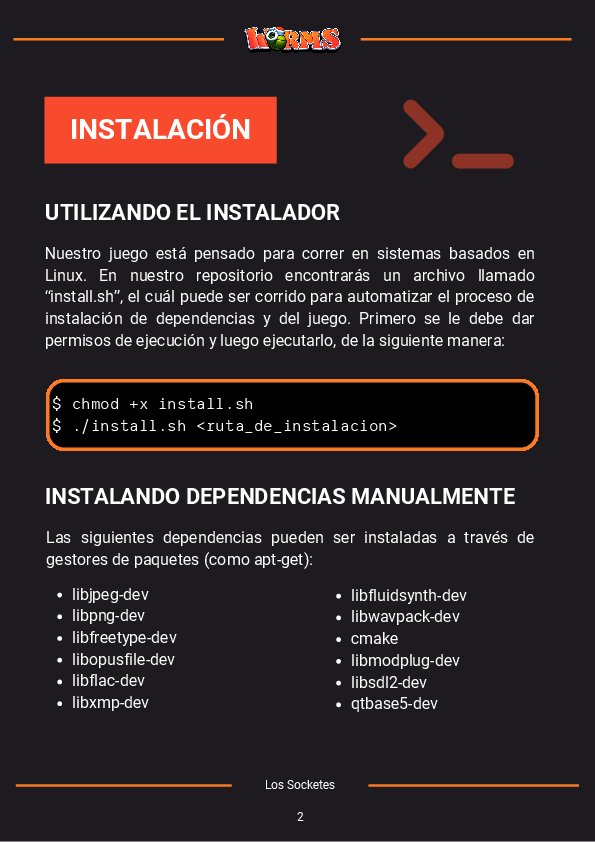 WORMS
INSTALACIÓN
UTILIZANDO EL INSTALADOR
Nuestro juego está pensado para correr en sistemas basados en
Linux. En nuestro repositorio encontrarás un archivo llamado
“install.sh”, el cuál puede ser corrido para automatizar el proceso de
instalación de dependencias y del juego. Primero se le debe dar
permisos de ejecución y luego ejecutarlo, de la siguiente manera:
$ chmod +x install.sh
$ ./install.sh <ruta_de_instalacion>
INSTALANDO DEPENDENCIAS MANUALMENTE
Las siguientes dependencias pueden ser instaladas a través de
gestores de paquetes (como apt-get):
• libjpeg-dev
• libpng-dev
• libfreetype-dev
• libopusfile-dev
• libflac-dev
• libxmp-dev
• libfluidsynth-dev
• libwavpack-dev
• cmake
• libmodplug-dev
• libsdl2-dev
• qtbase5-dev
Los Socketes
2